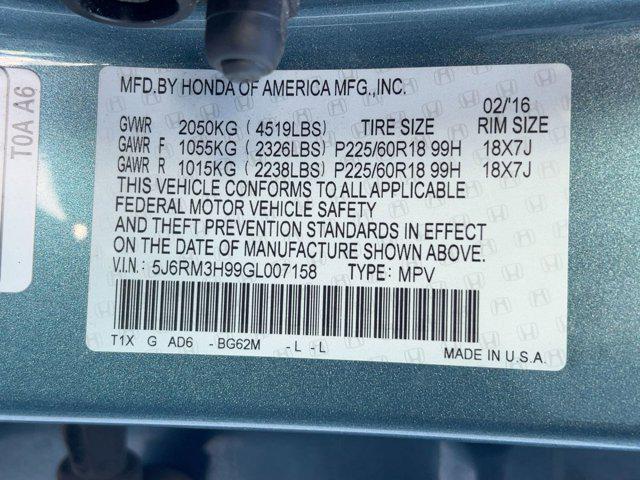 MFD.BY HONDA OF AMERICA MFG.,INC.
02/'16
GVWR 2050KG ( 4519LBS) TIRE SIZE RIM SIZE
GAWR F 1055KG ( 2326LBS) P225/60R18 99H 18X7J
GAWR R 1015KG ( 2238LBS) P225/60R18 99H 18X7J
THIS VEHICLE CONFORMS TO ALL APPLICABLE
FEDERAL MOTOR VEHICLE SAFETY
AND THEFT PREVENTION STANDARDS IN EFFECT
ON THE DATE OF MANUFACTURE SHOWN ABOVE.
V.I.N.: 5J6RM3H99GL007158 TYPE: MPV
T1X G AD6 -BG62M -L -L
MADE IN U.S.A.
T0A A6